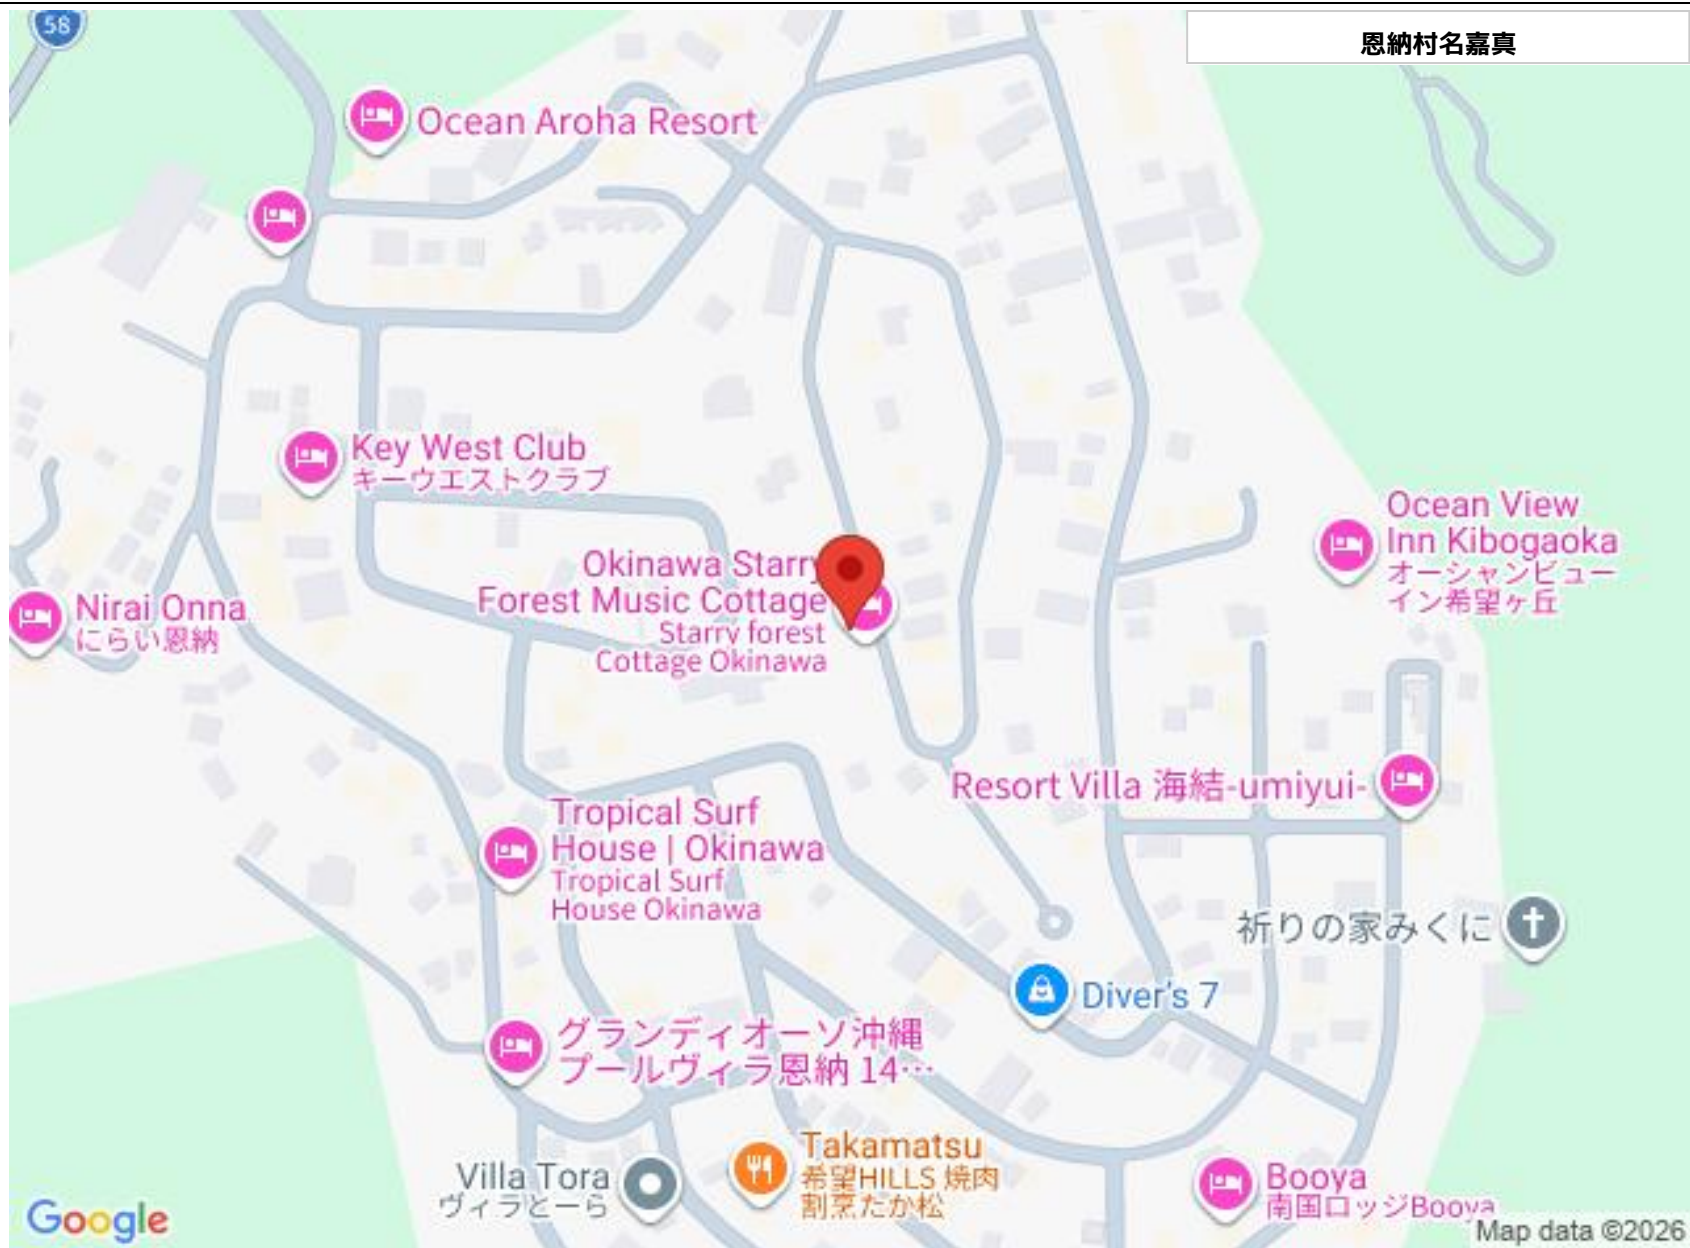 58
恩納村名嘉真
Ocean Aroha Resort
Key West Club
キーウエストクラブ
Ocean View
Inn Kibogaoka
オーシャンビュー
イン希望ヶ丘
Okinawa Starry
Forest Music Cottage
Starry forest
Cottage Okinawa
Nirai Onna
にらい恩納
Resort Villa 海結-umiyui-
Tropical Surf
House | Okinawa
Tropical Surf
House Okinawa
祈りの家みくに
Diver's 7
グランディオーソ沖縄
プールヴィラ恩納 14…
Takamatsu
希望HILLS 焼肉
割烹たか松
Villa Tora
ヴィラとーら
Booya
南国ロッジBooya
Google
Map data ©2026